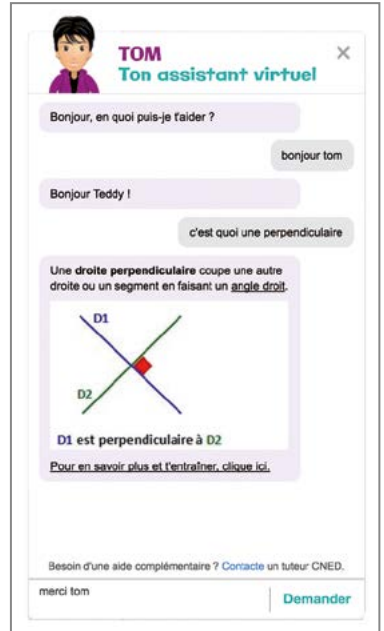 TOM
Ton assistant virtuel
Bonjour, en quoi puis-je t'aider ?
bonjour tom
Bonjour Teddy !
c'est quoi une perpendiculaire
Une droite perpendiculaire coupe une autre
droite ou un segment en faisant un angle droit.
D1
D2
D1 est perpendiculaire à D2
Pour en savoir plus et t'entraîner, clique ici.
Besoin d'une aide complémentaire ? Contacte un tuteur CNED.
merci tom
Demander